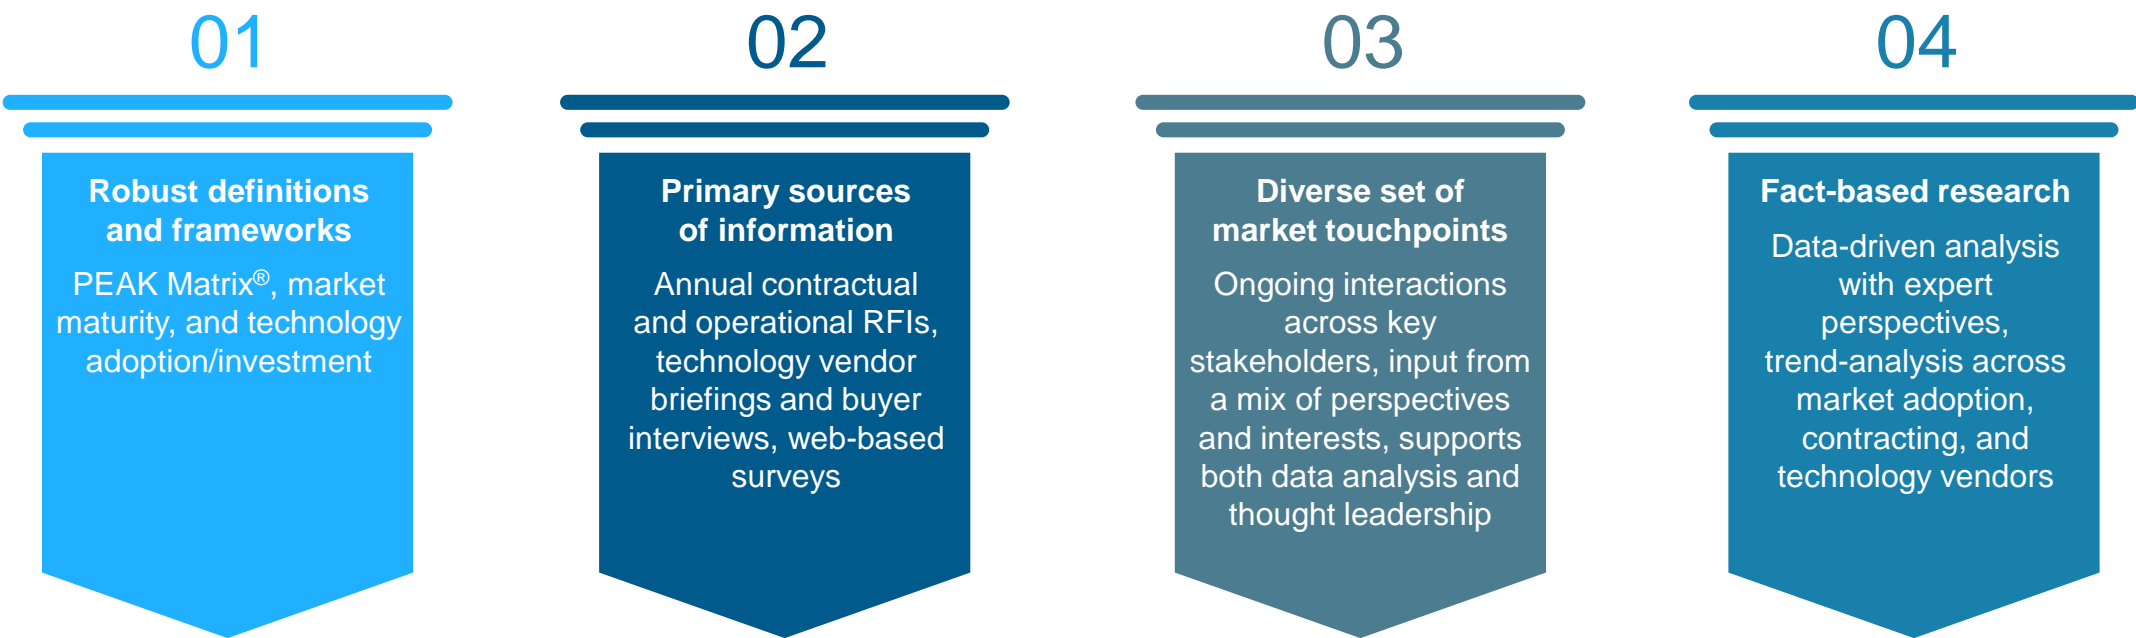 01
Robust definitions
and frameworks
PEAK Matrix®, market
maturity, and technology
adoption/investment
02
Primary sources
of information
Annual contractual
and operational RFIs,
technology vendor
briefings and buyer
interviews, web-based
surveys
03
Diverse set of
market touchpoints
Ongoing interactions
across key
stakeholders, input from
a mix of perspectives
and interests, supports
both data analysis and
thought leadership
04
Fact-based research
Data-driven analysis
with expert
perspectives,
trend-analysis across
market adoption,
contracting, and
technology vendors